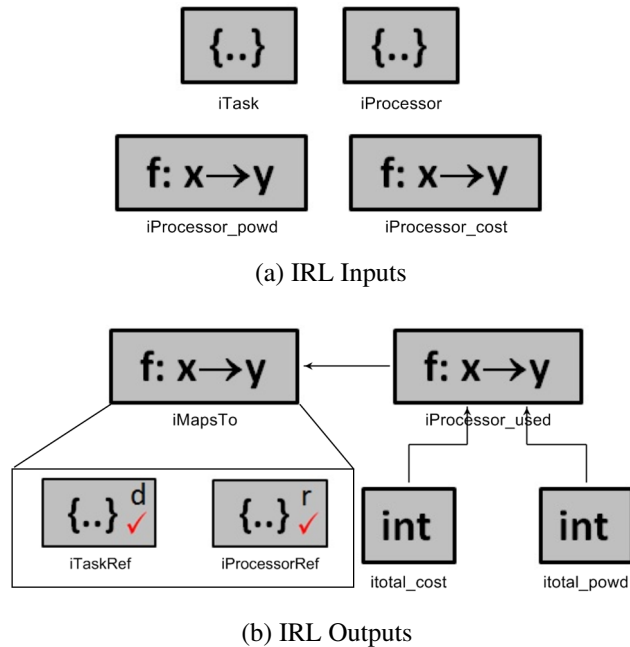 {..} {..}
iTask iProcessor
f: x→y f: x→y
iProcessor_powd iProcessor_cost
(a) IRL Inputs
f: x→y f: x→y
iMapsTo iProcessor_used
{..} d ✓ {..} r ✓ int int
iTaskRef iProcessorRef itotal_cost itotal_powd
(b) IRL Outputs